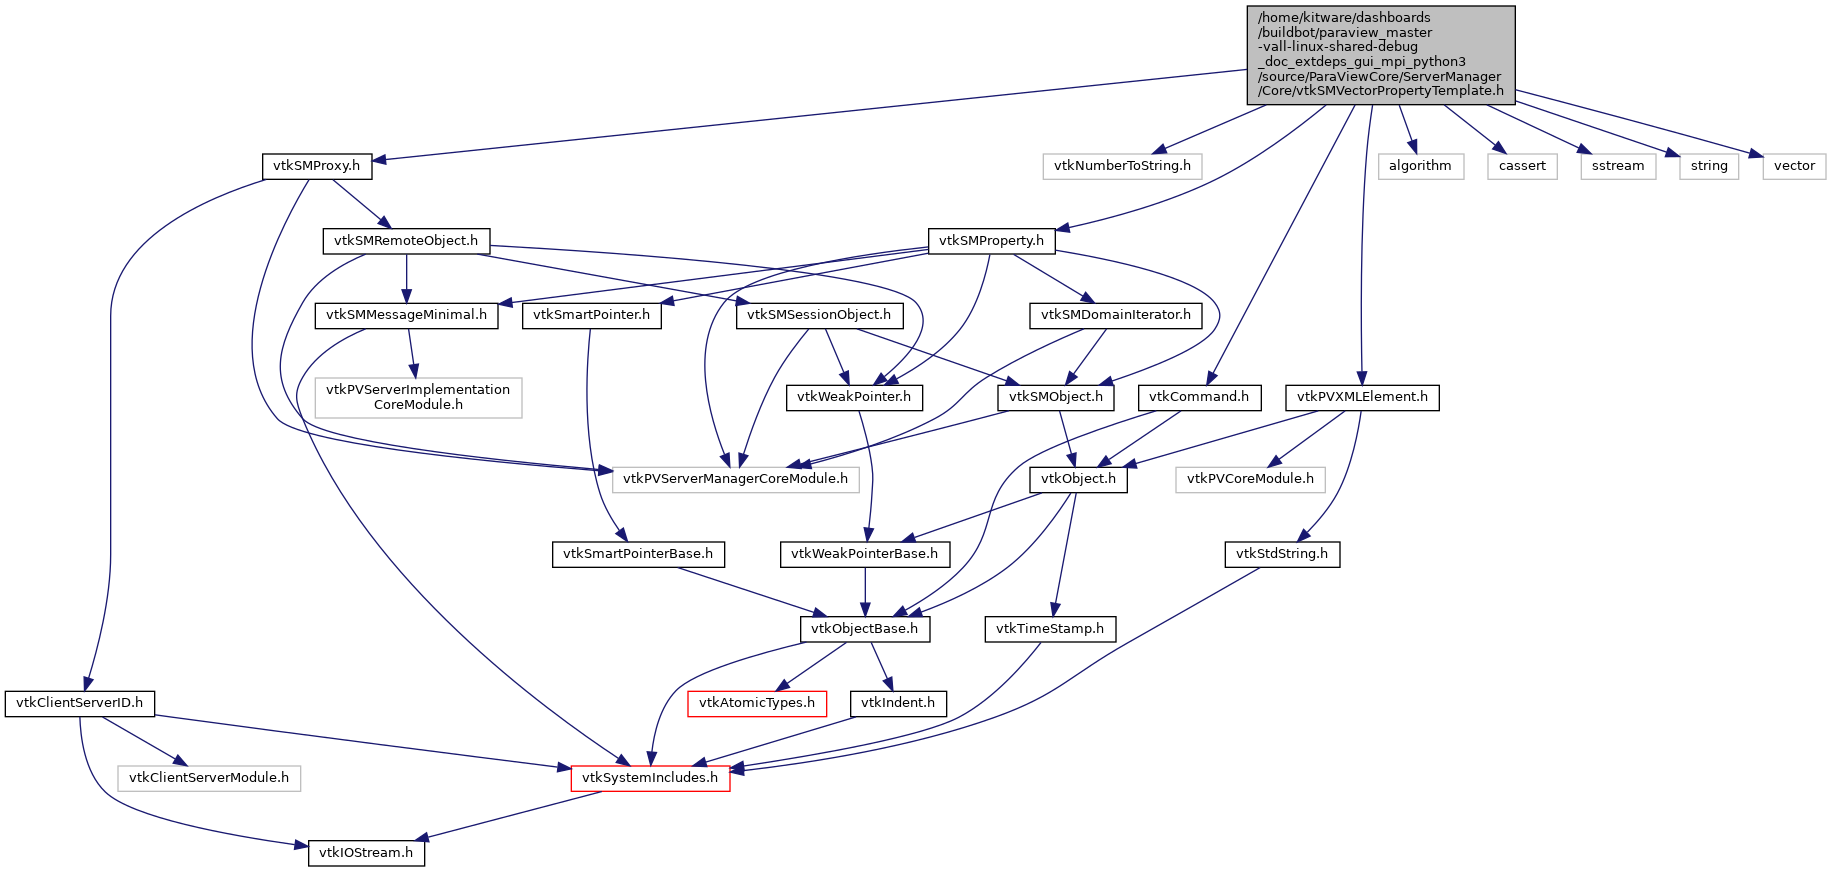 /home/kitware/dashboards
/buildbot/paraview_master
-vall-linux-shared-debug
_doc_extdeps_gui_mpi_python3
/source/ParaViewCore/ServerManager
/Core/vtkSMVectorPropertyTemplate.h
vtkSMProxy.h
vtkNumberToString.h
algorithm
cassert
sstream
string
vector
vtkSMRemoteObject.h
vtkSMProperty.h
vtkSMMessageMinimal.h
vtkSmartPointer.h
vtkSMSessionObject.h
vtkSMDomainIterator.h
vtkPVServerImplementation
CoreModule.h
vtkWeakPointer.h
vtkSMObject.h
vtkCommand.h
vtkPVXMLElement.h
vtkPVServerManagerCoreModule.h
vtkObject.h
vtkPVCoreModule.h
vtkSmartPointerBase.h
vtkWeakPointerBase.h
vtkStdString.h
vtkObjectBase.h
vtkTimeStamp.h
vtkClientServerID.h
vtkAtomicTypes.h
vtkIndent.h
vtkClientServerModule.h
vtkSystemIncludes.h
vtkIOStream.h